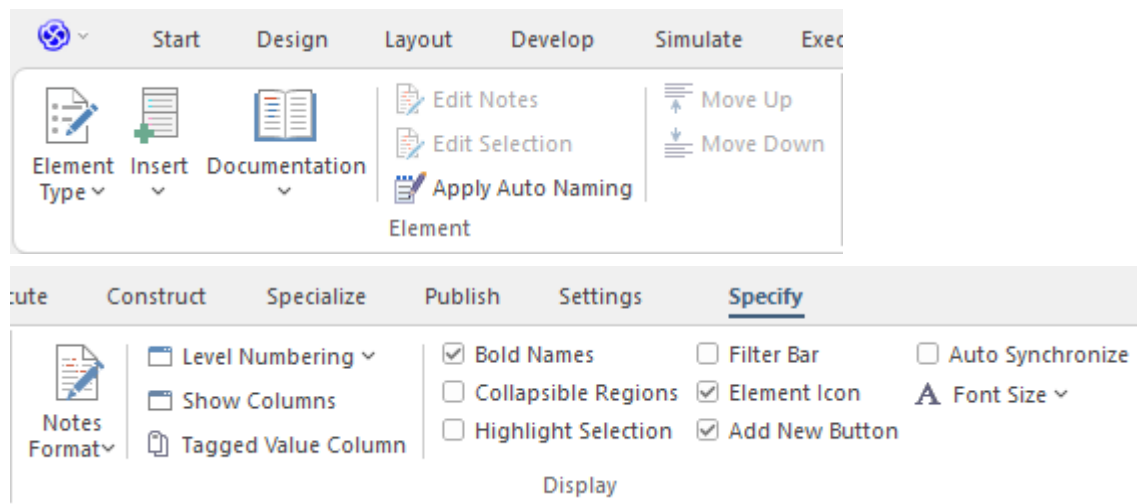 Start Design Layout Develop Simulate Exec
Element Type
Insert
Documentation
Edit Notes
Edit Selection
Apply Auto Naming
Move Up
Move Down
Element
cute Construct Specialize Publish Settings Specify
Notes Format
Level Numbering
Show Columns
Tagged Value Column
Bold Names
Collapsible Regions
Highlight Selection
Filter Bar
Element Icon
Add New Button
Auto Synchronize
A Font Size
Display